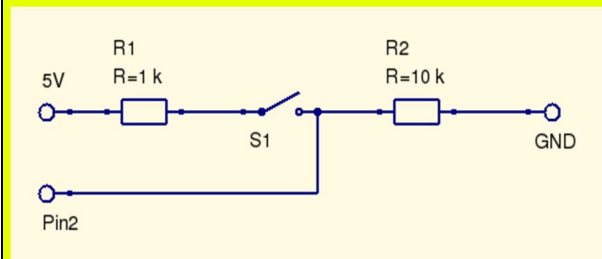 R1
R=1 k
R2
R=10 k
5V
S1
GND
Pin2